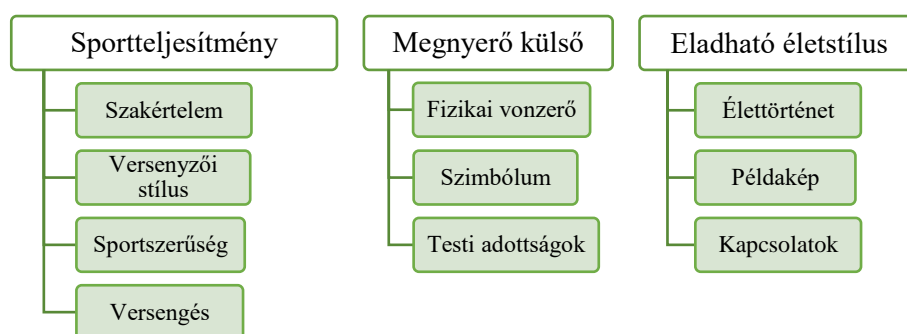 Sportteljesítmény
Szakértelem
Versenyzői
stílus
Sportszerűség
Versengés
Megnyerő külső
Fizikai vonzerő
Szimbólum
Testi adottságok
Eladható életstílus
Élettörténet
Példakép
Kapcsolatok